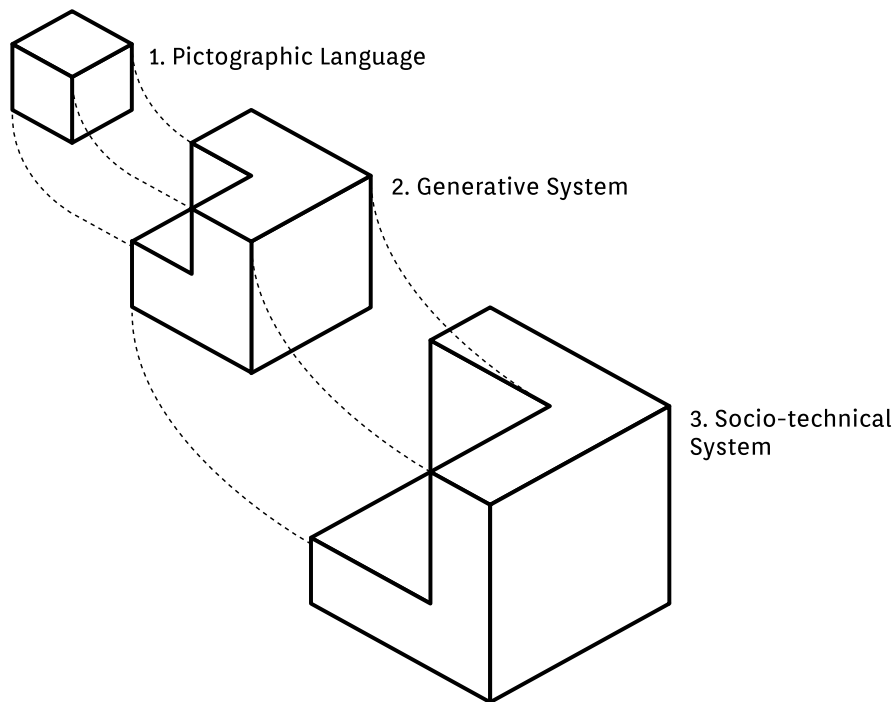 1. Pictographic Language
2. Generative System
3. Socio-technical
System